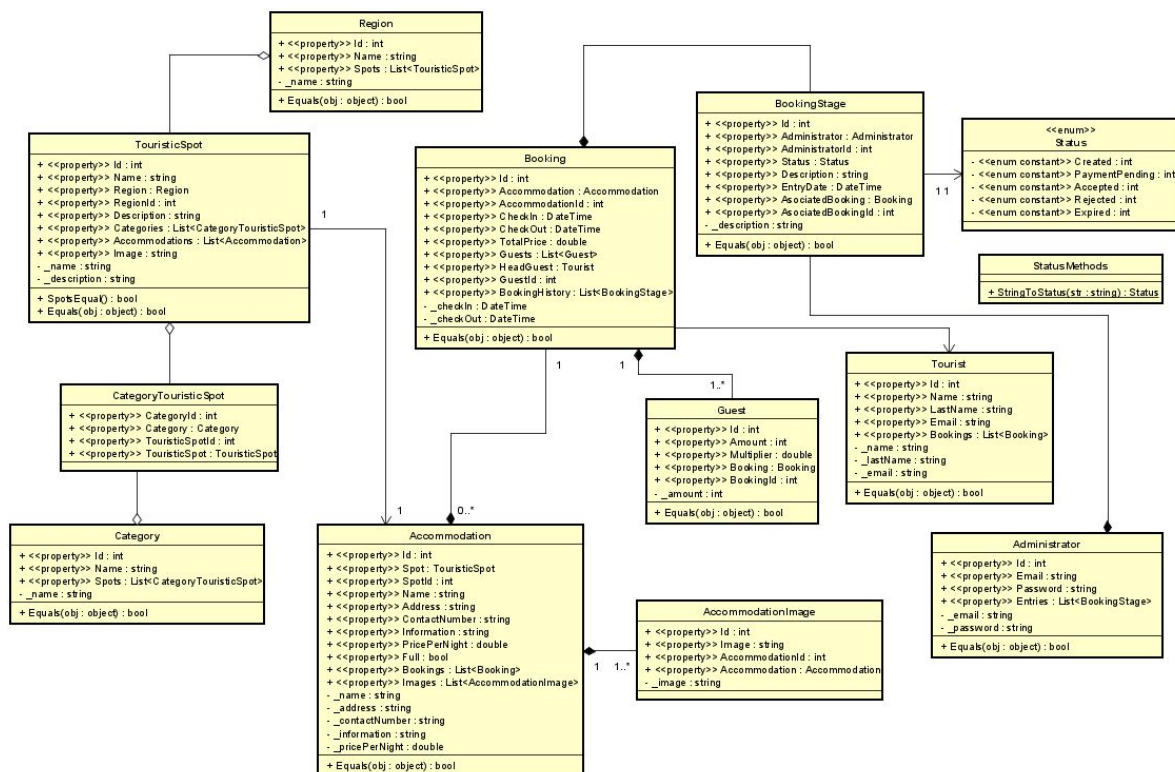 Region
+ <<property>> Id : int
+ <<property>> Name : string
+ <<property>> Spots : List<TouristicSpot>
- _name : string
+ Equals(obj : object) : bool
TouristicSpot
+ <<property>> Id : int
+ <<property>> Name : string
+ <<property>> Region : Region
+ <<property>> RegionId : int
+ <<property>> Description : string
+ <<property>> Categories : List<CategoryTouristicSpot>
+ <<property>> Accommodations : List<Accommodation>
+ <<property>> Image : string
- _name : string
- _description : string
+ SpotsEqual() : bool
+ Equals(obj : object) : bool
1
1
CategoryTouristicSpot
+ <<property>> CategoryId : int
+ <<property>> Category : Category
+ <<property>> TouristicSpotId : int
+ <<property>> TouristicSpot : TouristicSpot
Category
+ <<property>> Id : int
+ <<property>> Name : string
+ <<property>> Spots : List<CategoryTouristicSpot>
- _name : string
+ Equals(obj : object) : bool
Booking
+ <<property>> Id : int
+ <<property>> Accommodation : Accommodation
+ <<property>> AccommodationId : int
+ <<property>> CheckIn : DateTime
+ <<property>> CheckOut : DateTime
+ <<property>> TotalPrice : double
+ <<property>> Guests : List<Guest>
+ <<property>> HeadGuest : Tourist
+ <<property>> GuestId : int
+ <<property>> BookingHistory : List<BookingStage>
- _checkIn : DateTime
- _checkOut : DateTime
+ Equals(obj : object) : bool
1
1
1..*
0..*
BookingStage
+ <<property>> Id : int
+ <<property>> Administrator : Administrator
+ <<property>> AdministratorId : int
+ <<property>> Status : Status
+ <<property>> Description : string
+ <<property>> EntryDate : DateTime
+ <<property>> AsociatedBooking : Booking
+ <<property>> AsociatedBookingId : int
- _description : string
+ Equals(obj : object) : bool
1 1
<<enum>>
Status
- <<enum constant>> Created : int
- <<enum constant>> PaymentPending : int
- <<enum constant>> Accepted : int
- <<enum constant>> Rejected : int
- <<enum constant>> Expired : int
StatusMethods
+ StringToStatus(str : string) : Status
Tourist
+ <<property>> Id : int
+ <<property>> Name : string
+ <<property>> LastName : string
+ <<property>> Email : string
+ <<property>> Bookings : List<Booking>
- _name : string
- _lastName : string
- _email : string
+ Equals(obj : object) : bool
Guest
+ <<property>> Id : int
+ <<property>> Amount : int
+ <<property>> Multiplier : double
+ <<property>> Booking : Booking
+ <<property>> BookingId : int
- _amount : int
+ Equals(obj : object) : bool
Accommodation
+ <<property>> Id : int
+ <<property>> Spot : TouristicSpot
+ <<property>> SpotId : int
+ <<property>> Name : string
+ <<property>> Address : string
+ <<property>> ContactNumber : string
+ <<property>> Information : string
+ <<property>> PricePerNight : double
+ <<property>> Full : bool
+ <<property>> Bookings : List<Booking>
+ <<property>> Images : List<AccommodationImage>
- _name : string
- _address : string
- _contactNumber : string
- _information : string
- _pricePerNight : double
+ Equals(obj : object) : bool
1 1..*
AccommodationImage
+ <<property>> Id : int
+ <<property>> Image : string
+ <<property>> AccommodationId : int
+ <<property>> Accommodation : Accommodation
- _image : string
Administrator
+ <<property>> Id : int
+ <<property>> Email : string
+ <<property>> Password : string
+ <<property>> Entries : List<BookingStage>
- _email : string
- _password : string
+ Equals(obj : object) : bool